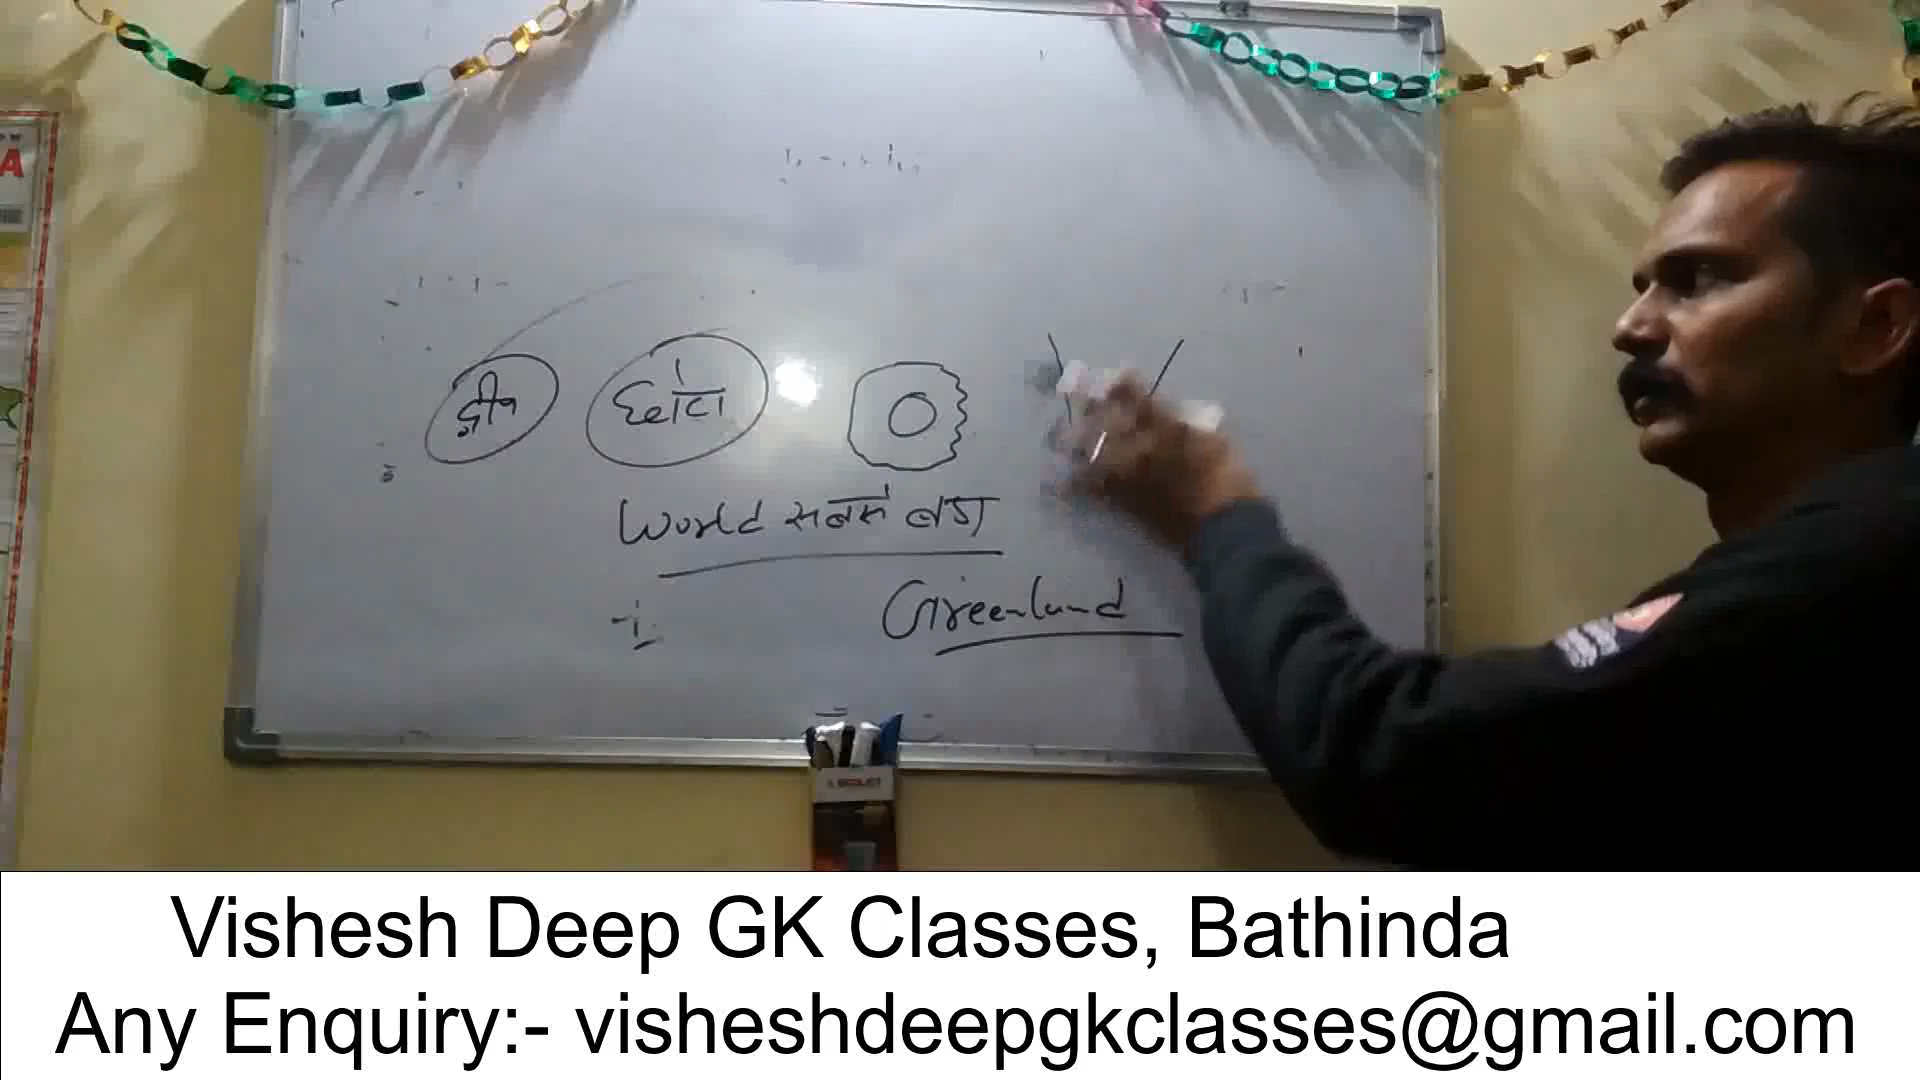 A
द्वीप छोटा
World सबसे बड़ा
Greenland
Vishesh Deep GK Classes, Bathinda
Any Enquiry:- visheshdeepgkclasses@gmail.com